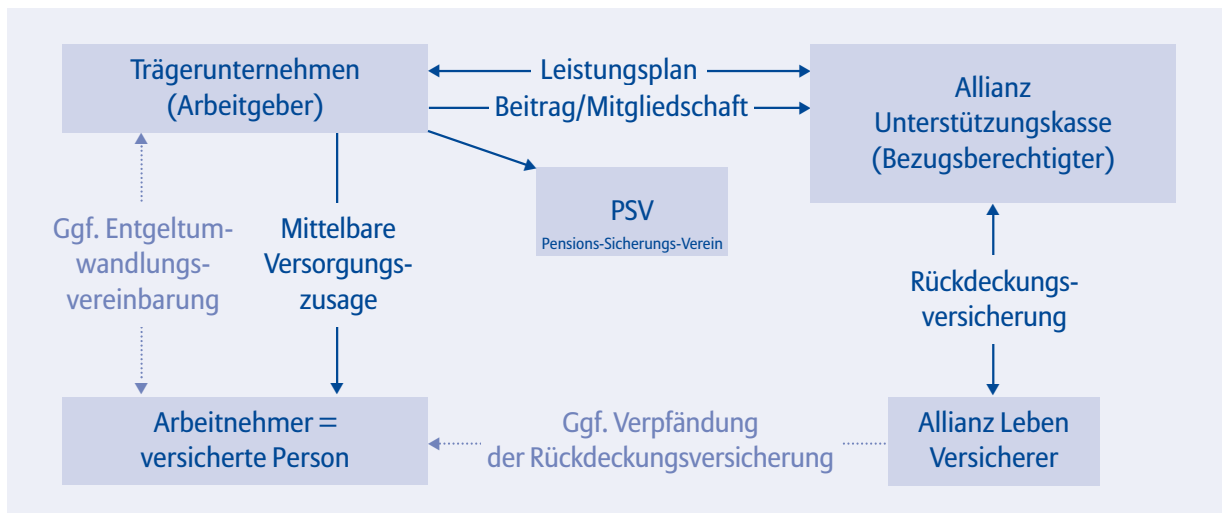 Trägerunternehmen
(Arbeitgeber)
Leistungsplan
Beitrag/Mitgliedschaft
Allianz
Unterstützungskasse
(Bezugsberechtigter)
PSV
Pensions-Sicherungs-Verein
Ggf. Entgeltum-
wandlungs-
vereinbarung
Mittelbare
Versorgungs-
zusage
Rückdeckungs-
versicherung
Arbeitnehmer =
versicherte Person
Ggf. Verpfändung
der Rückdeckungsversicherung
Allianz Leben
Versicherer